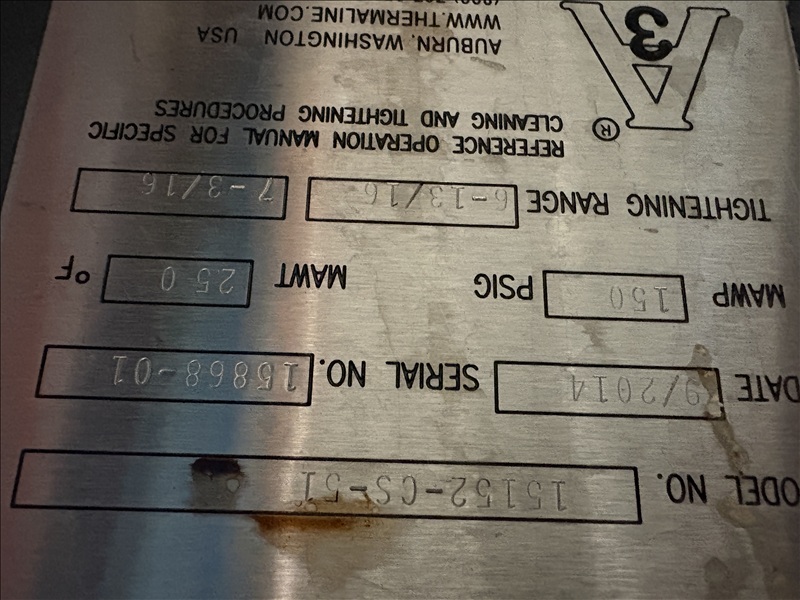 ODEL NO. 15152-CS-51
DATE 9/2014 SERIAL NO. 15868-01
MAWP 150 PSIG MAWT 250 °F
TIGHTENING RANGE 6-13/16 7-3/16
REFERENCE OPERATION MANUAL FOR SPECIFIC
CLEANING AND TIGHTENING PROCEDURES
3A ®
AUBURN, WASHINGTON USA
WWW.THERMALINE.COM